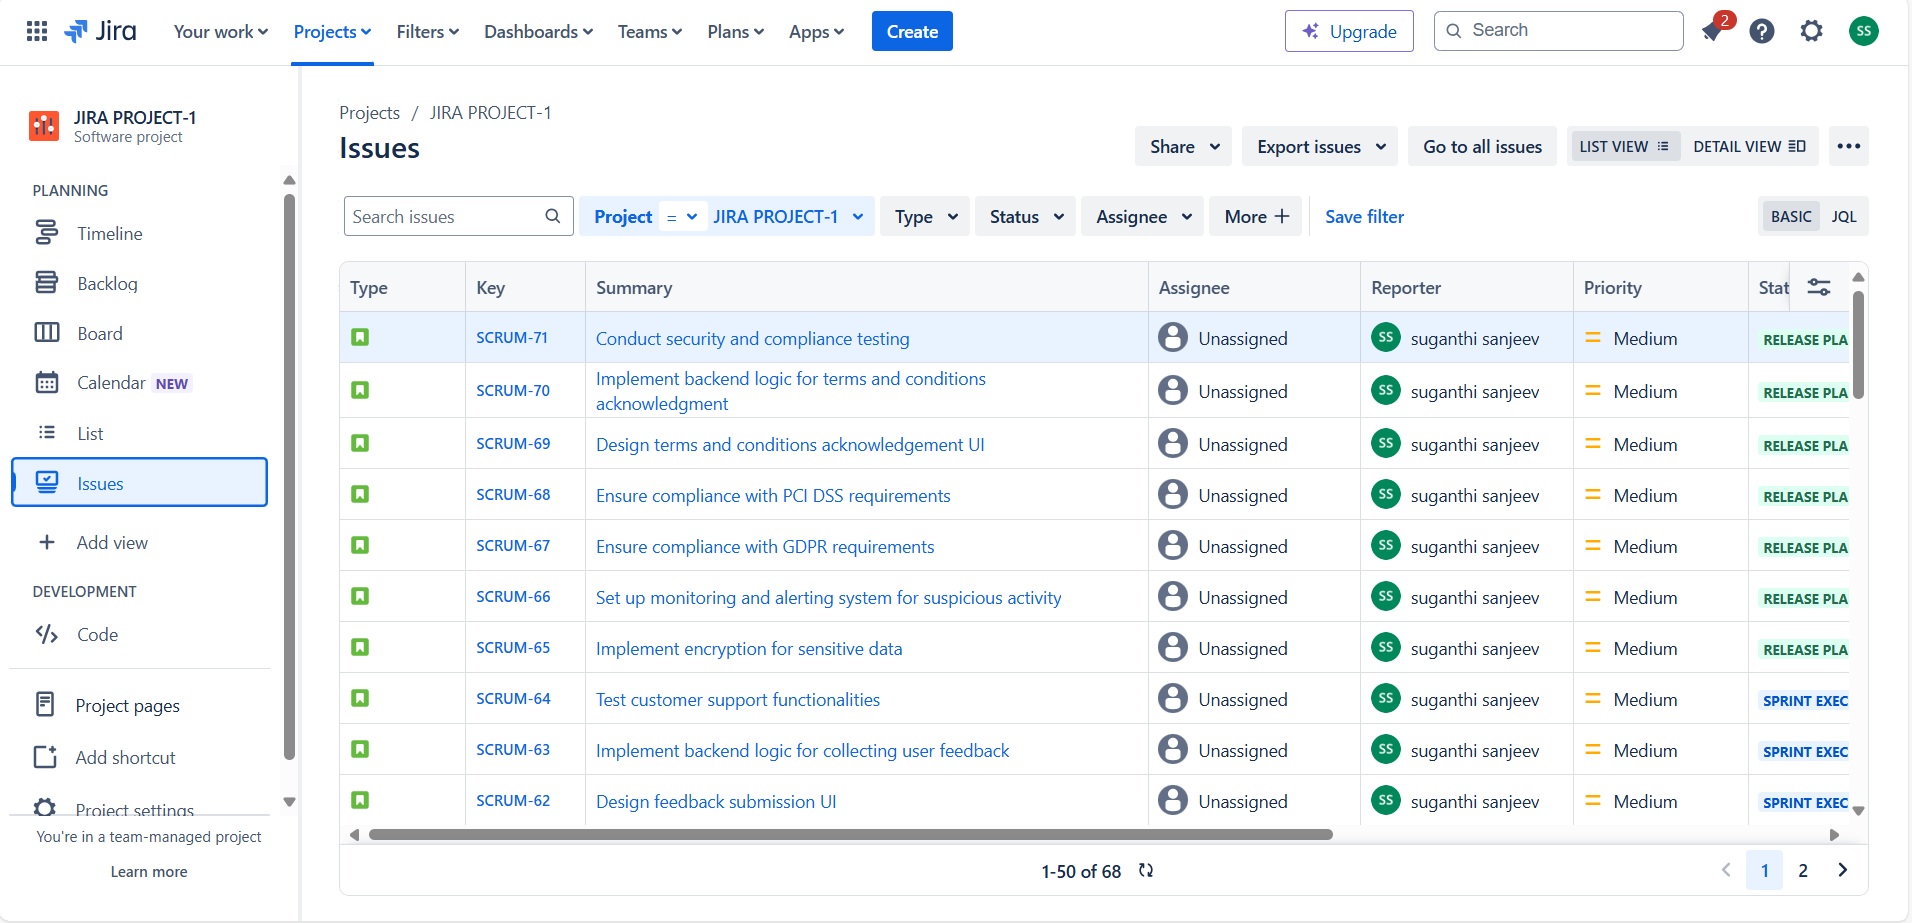 Jira
Your work
Projects
Filters
Dashboards
Teams
Plans
Apps
Create
Upgrade
Search
2
SS
JIRA PROJECT-1
Software project
PLANNING
Timeline
Backlog
Board
Calendar NEW
List
Issues
Add view
DEVELOPMENT
Code
Project pages
Add shortcut
Project settings
You're in a team-managed project
Learn more
Projects / JIRA PROJECT-1
Issues
Share
Export issues
Go to all issues
LIST VIEW
DETAIL VIEW
Search issues
Project = JIRA PROJECT-1
Type
Status
Assignee
More
Save filter
BASIC
JQL
Type Key Summary Assignee Reporter Priority Stat
SCRUM-71 Conduct security and compliance testing Unassigned SS suganthi sanjeev Medium RELEASE PLA
SCRUM-70 Implement backend logic for terms and conditions
acknowledgment Unassigned SS suganthi sanjeev Medium RELEASE PLA
SCRUM-69 Design terms and conditions acknowledgement UI Unassigned SS suganthi sanjeev Medium RELEASE PLA
SCRUM-68 Ensure compliance with PCI DSS requirements Unassigned SS suganthi sanjeev Medium RELEASE PLA
SCRUM-67 Ensure compliance with GDPR requirements Unassigned SS suganthi sanjeev Medium RELEASE PLA
SCRUM-66 Set up monitoring and alerting system for suspicious activity Unassigned SS suganthi sanjeev Medium RELEASE PLA
SCRUM-65 Implement encryption for sensitive data Unassigned SS suganthi sanjeev Medium RELEASE PLA
SCRUM-64 Test customer support functionalities Unassigned SS suganthi sanjeev Medium SPRINT EXEC
SCRUM-63 Implement backend logic for collecting user feedback Unassigned SS suganthi sanjeev Medium SPRINT EXEC
SCRUM-62 Design feedback submission UI Unassigned SS suganthi sanjeev Medium SPRINT EXEC
1-50 of 68
1 2